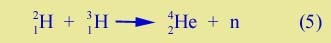 ²₁H + ³₁H → ⁴₂He + n (5)